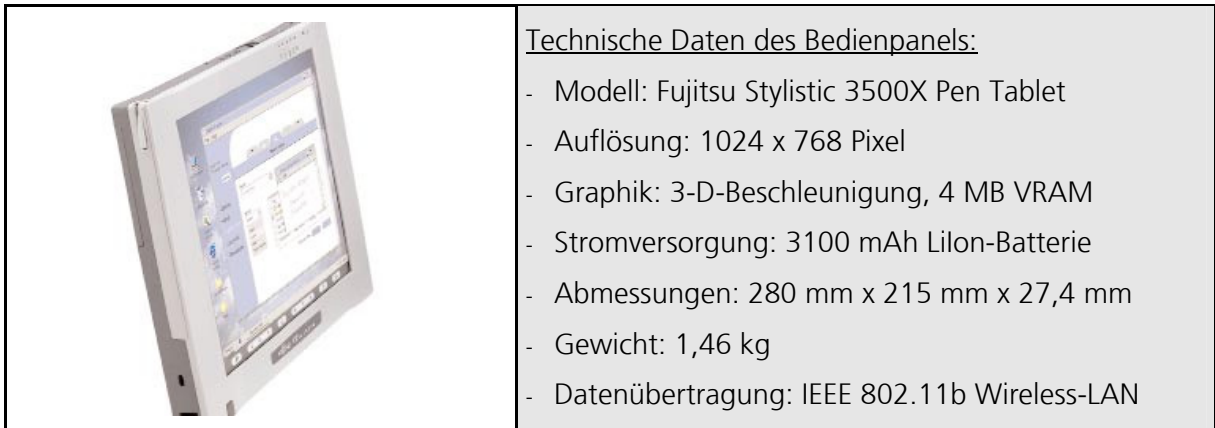 Technische Daten des Bedienpanels:
- Modell: Fujitsu Stylistic 3500X Pen Tablet
- Auflösung: 1024 x 768 Pixel
- Graphik: 3-D-Beschleunigung, 4 MB VRAM
- Stromversorgung: 3100 mAh LiIon-Batterie
- Abmessungen: 280 mm x 215 mm x 27,4 mm
- Gewicht: 1,46 kg
- Datenübertragung: IEEE 802.11b Wireless-LAN